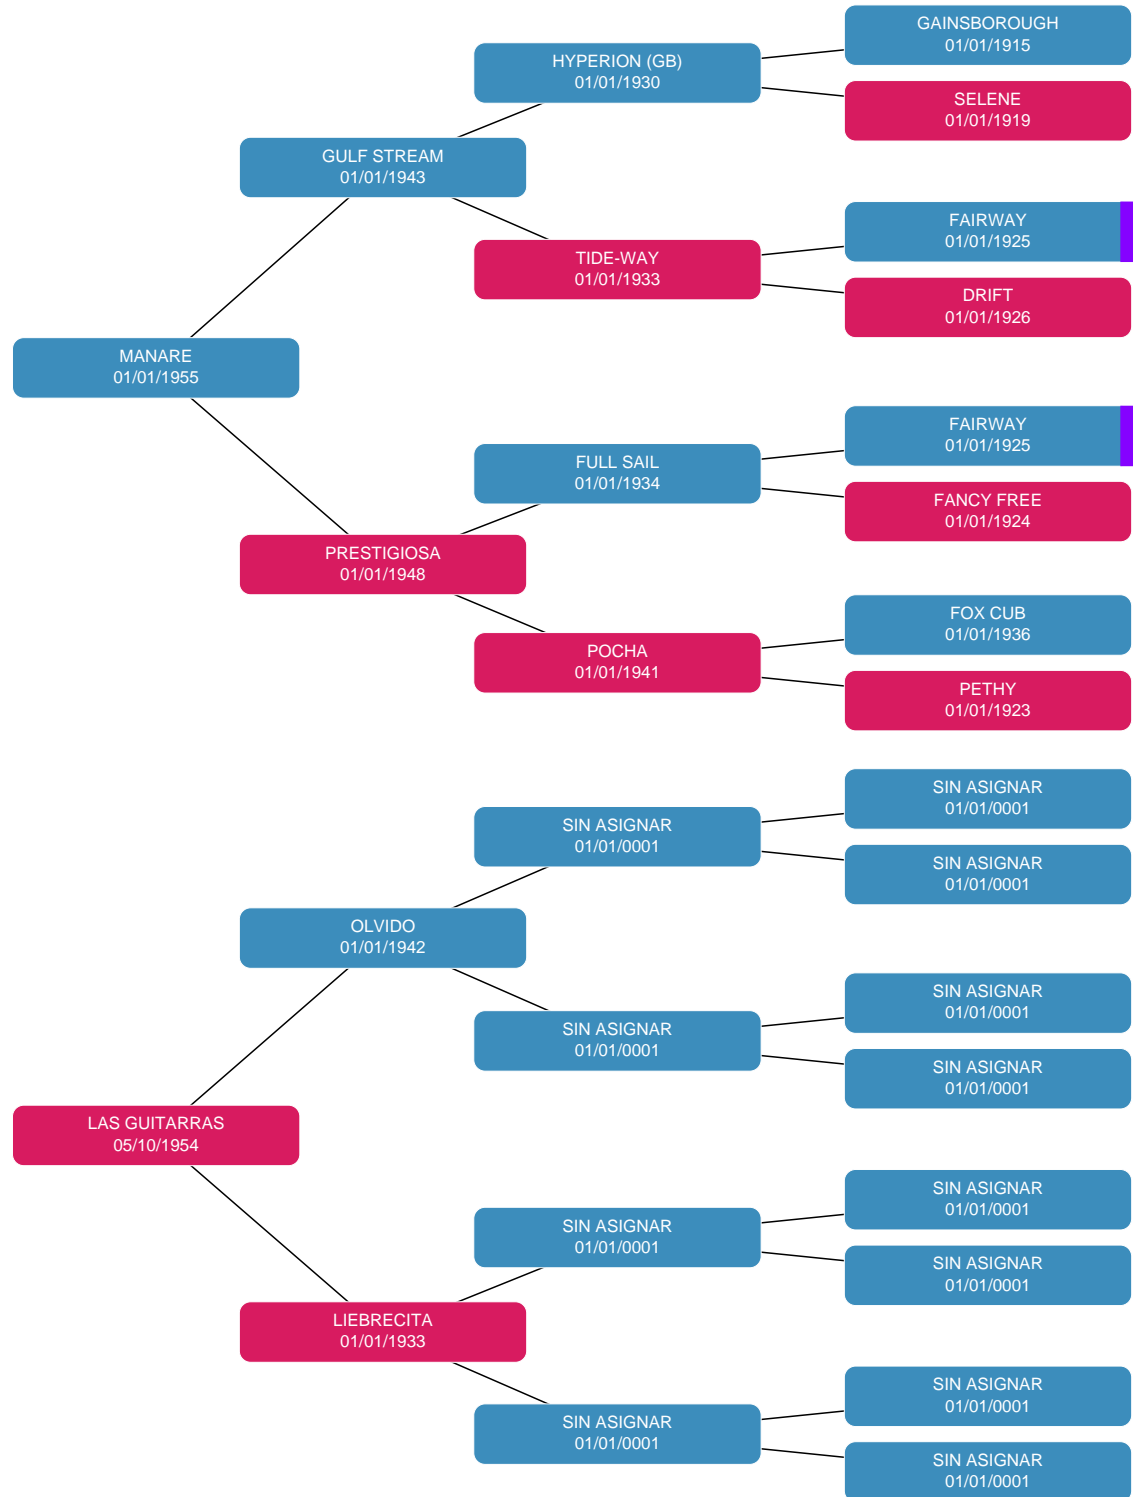 GAINSBOROUGH
01/01/1915
HYPERION (GB)
01/01/1930
SELENE
01/01/1919
GULF STREAM
01/01/1943
FAIRWAY
01/01/1925
TIDE-WAY
01/01/1933
DRIFT
01/01/1926
MANARE
01/01/1955
FAIRWAY
01/01/1925
FULL SAIL
01/01/1934
FANCY FREE
01/01/1924
PRESTIGIOSA
01/01/1948
FOX CUB
01/01/1936
POCHA
01/01/1941
PETHY
01/01/1923
SIN ASIGNAR
01/01/0001
SIN ASIGNAR
01/01/0001
SIN ASIGNAR
01/01/0001
OLVIDO
01/01/1942
SIN ASIGNAR
01/01/0001
SIN ASIGNAR
01/01/0001
SIN ASIGNAR
01/01/0001
LAS GUITARRAS
05/10/1954
SIN ASIGNAR
01/01/0001
SIN ASIGNAR
01/01/0001
SIN ASIGNAR
01/01/0001
LIEBRECITA
01/01/1933
SIN ASIGNAR
01/01/0001
SIN ASIGNAR
01/01/0001
SIN ASIGNAR
01/01/0001